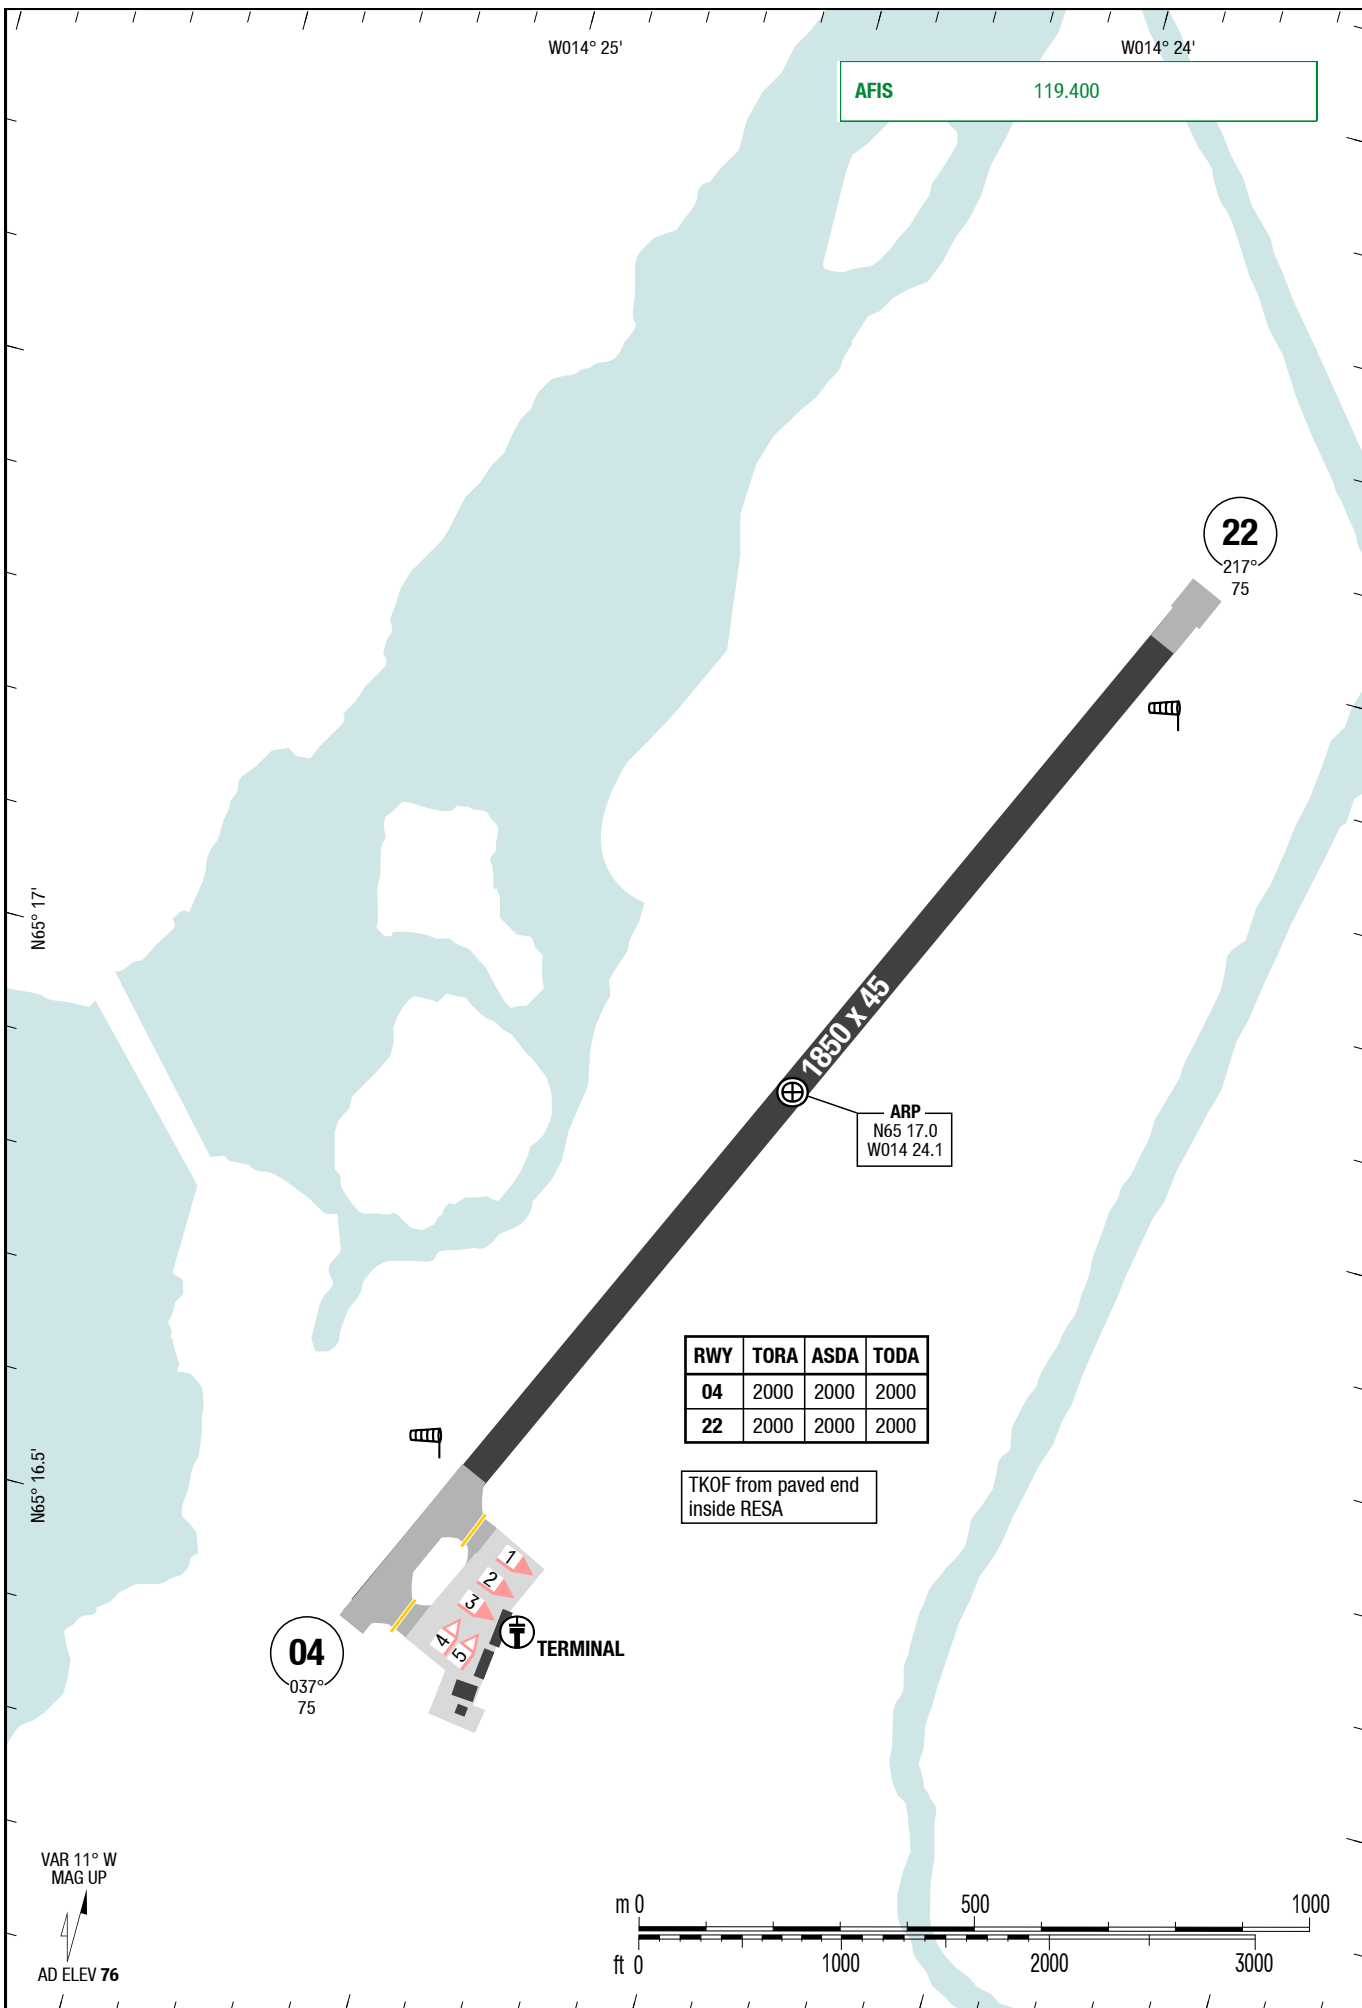 W014° 25'
W014° 24'
AFIS 119.400
22
217°
75
N65° 17'
1850 x 45
ARP
N65 17.0
W014 24.1
RWY TORA ASDA TODA
04 2000 2000 2000
22 2000 2000 2000
TKOF from paved end
inside RESA
N65° 16.5'
1
2
3
4
5
TERMINAL
04
037°
75
VAR 11° W
MAG UP
AD ELEV 76
m 0 500 1000
ft 0 1000 2000 3000